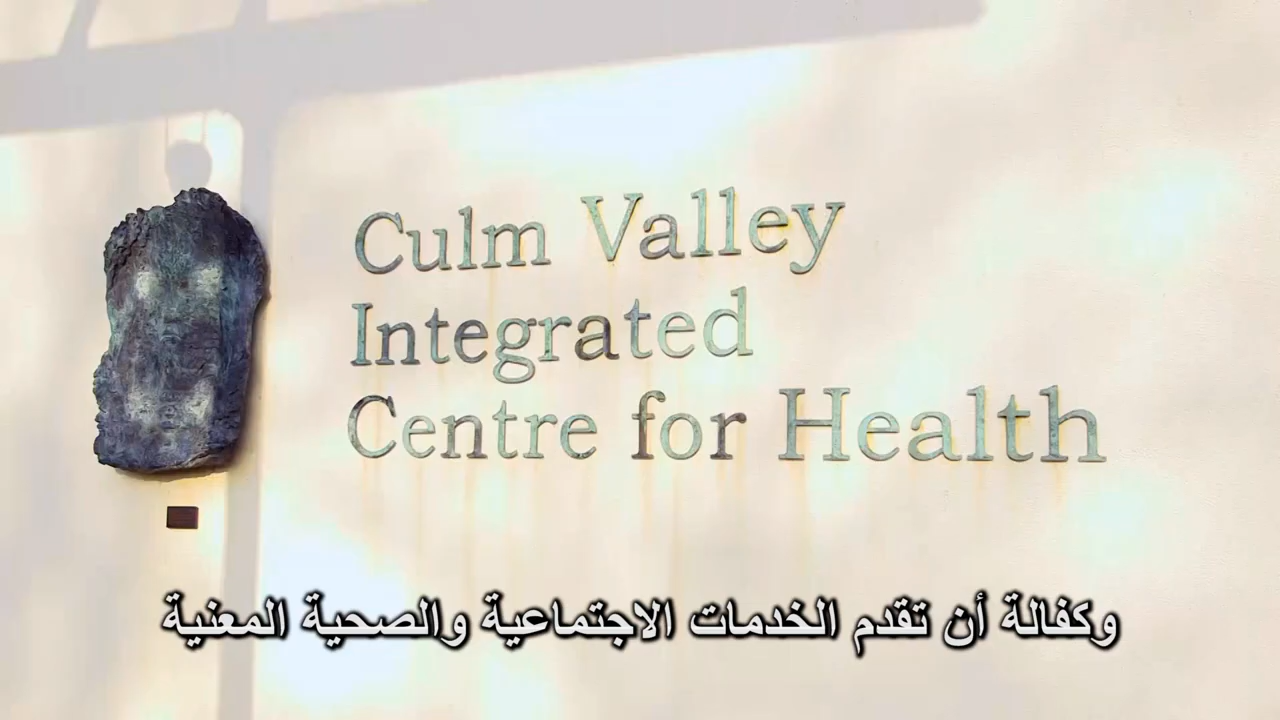 Culm Valley
Integrated
Centre for Health
وكفالة أن تقدم الخدمات الاجتماعية والصحية المعنية